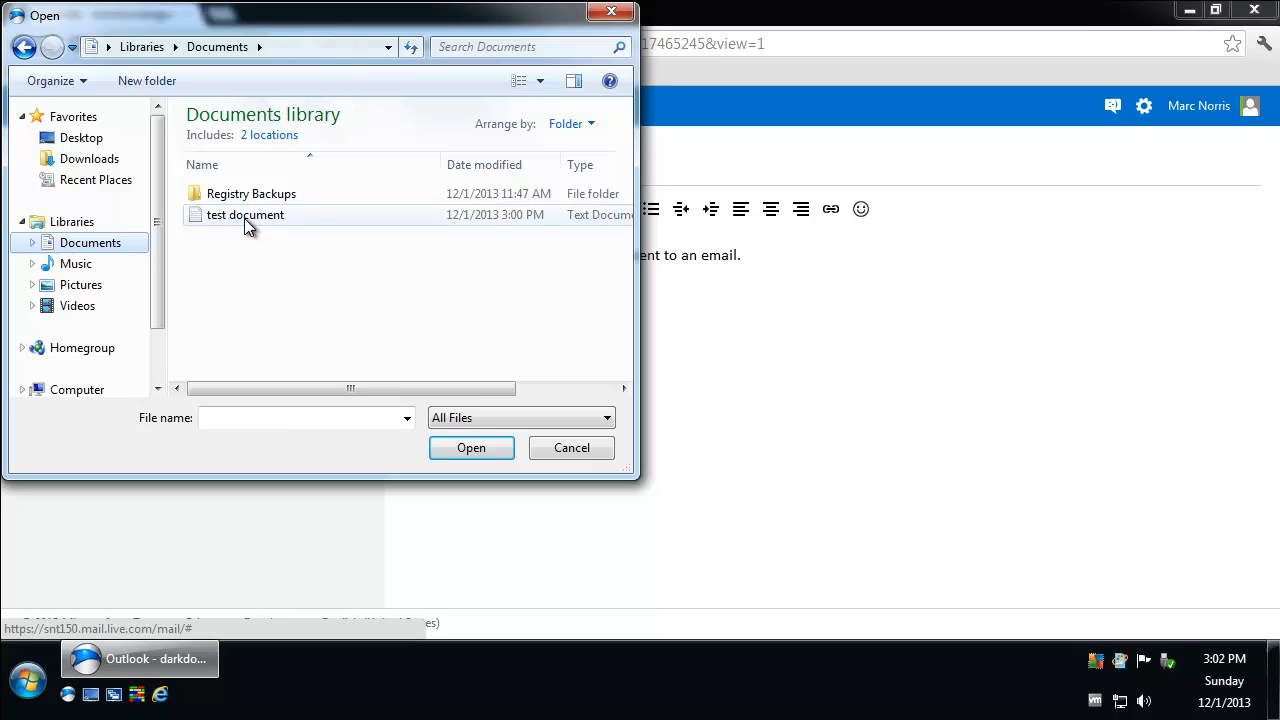 Open
17465245&view=1
Libraries Documents
Search Documents
Organize New folder
Marc Norris
Documents library
Includes: 2 locations
Arrange by: Folder
Favorites
Desktop
Downloads
Recent Places
Libraries
Documents
Music
Pictures
Videos
Homegroup
Computer
Name Date modified Type
Registry Backups 12/1/2013 11:47 AM File folder
test document 12/1/2013 3:00 PM Text Docume
ent to an email.
File name:
All Files
Open Cancel
https://snt150.mail.live.com/mail/#
es)
Outlook - darkdo...
vm
3:02 PM
Sunday
12/1/2013